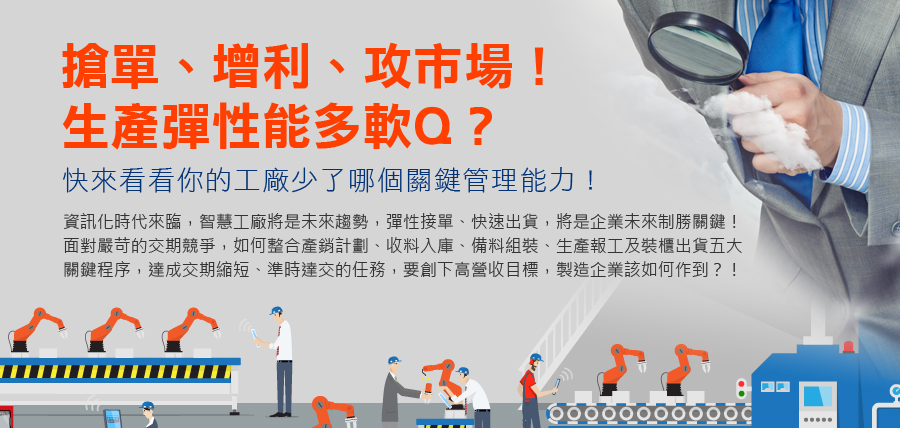 搶單、增利、攻市場！
生產彈性能多軟Q？
快來看看你的工廠少了哪個關鍵管理能力！
資訊化時代來臨，智慧工廠將是未來趨勢，彈性接單、快速出貨，將是企業未來制勝關鍵！
面對嚴苛的交期競爭，如何整合產銷計劃、收料入庫、備料組裝、生產報工及裝櫃出貨五大
關鍵程序，達成交期縮短、準時達交的任務，要創下高營收目標，製造企業該如何作到？！